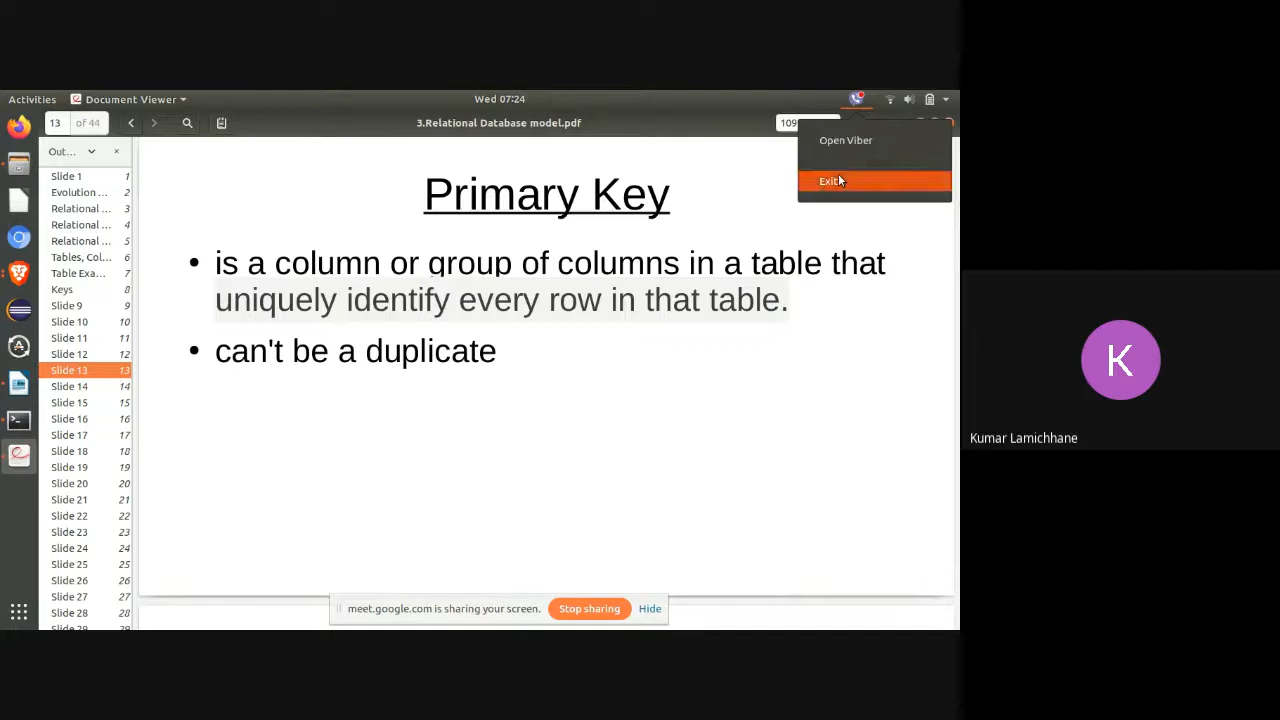 Activities
Document Viewer
Wed 07:24
13
of 44
3.Relational Database model.pdf
109
Open Viber
Exit
Out...
Slide 1 1
Evolution ... 2
Relational ... 3
Relational ... 4
Relational ... 5
Tables, Col... 6
Table Exa... 7
Keys 8
Slide 9 9
Slide 10 10
Slide 11 11
Slide 12 12
Slide 13 13
Slide 14 14
Slide 15 15
Slide 16 16
Slide 17 17
Slide 18 18
Slide 19 19
Slide 20 20
Slide 21 21
Slide 22 22
Slide 23 23
Slide 24 24
Slide 25 25
Slide 26 26
Slide 27 27
Slide 28 28
Slide 29 29
Primary Key
• is a column or group of columns in a table that
uniquely identify every row in that table.
• can't be a duplicate
meet.google.com is sharing your screen.
Stop sharing
Hide
K
Kumar Lamichhane